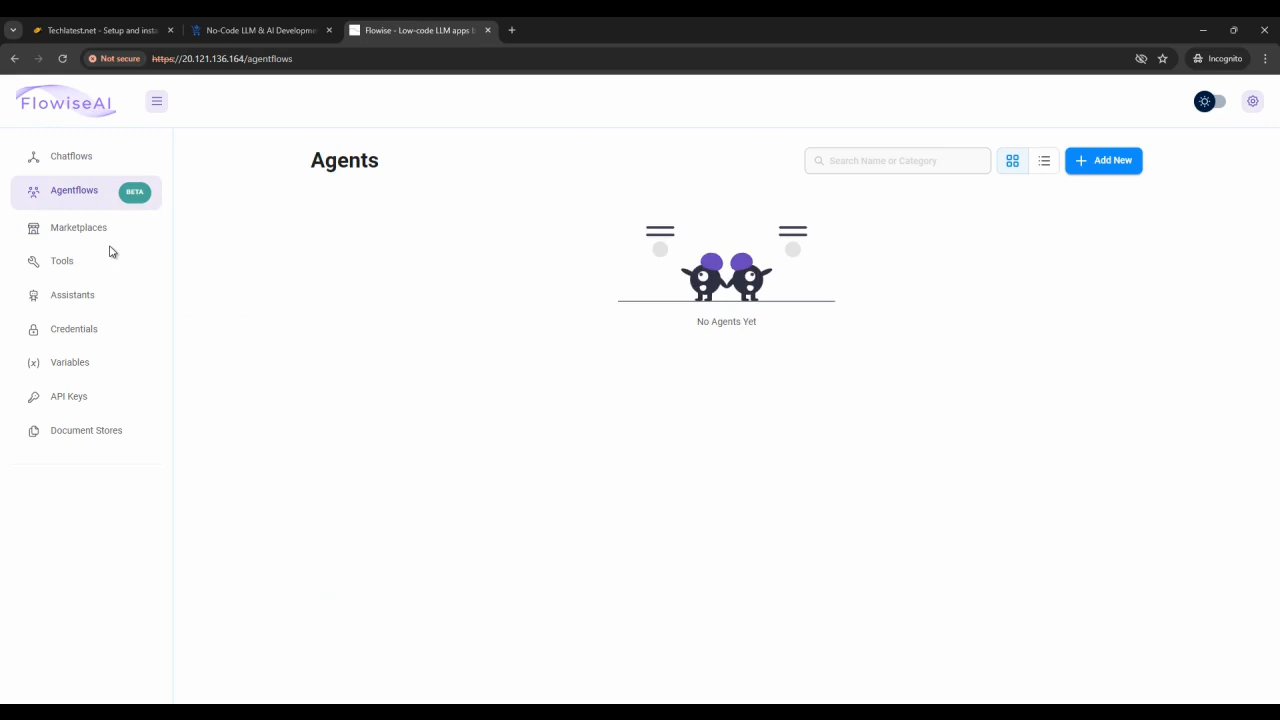 Techlatest.net - Setup and insta
No-Code LLM & AI Developmen
Flowise - Low-code LLM apps b
Not secure
https://20.121.136.164/agentflows
Incognito
FlowiseAI
Chatflows
Agentflows
BETA
Marketplaces
Tools
Assistants
Credentials
Variables
API Keys
Document Stores
Agents
Search Name or Category
Add New
No Agents Yet